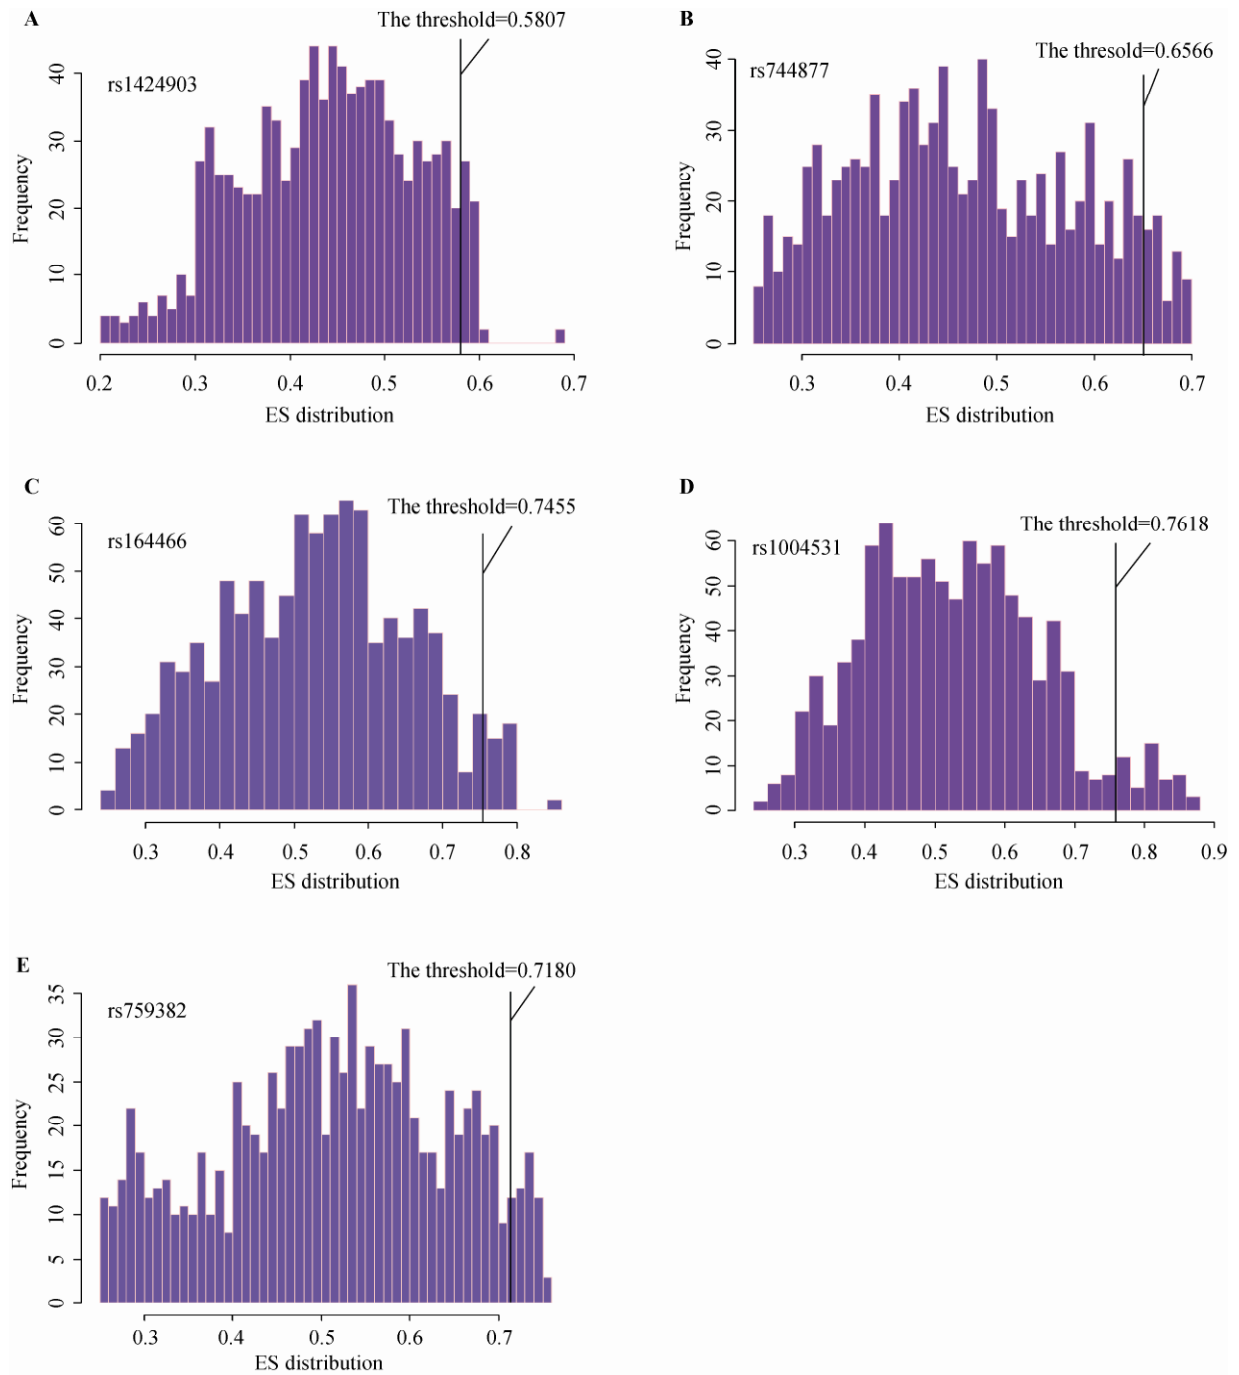 A
The threshold=0.5807
rs1424903
Frequency
0 10 20 30 40
0.2 0.3 0.4 0.5 0.6 0.7
ES distribution
B
The thresold=0.6566
rs744877
Frequency
0 10 20 30 40
0.3 0.4 0.5 0.6 0.7
ES distribution
C
The threshold=0.7455
rs164466
Frequency
0 10 20 30 40 50 60
0.3 0.4 0.5 0.6 0.7 0.8
ES distribution
D
The threshold=0.7618
rs1004531
Frequency
0 10 20 30 40 50 60
0.3 0.4 0.5 0.6 0.7 0.8 0.9
ES distribution
E
The threshold=0.7180
rs759382
Frequency
0 5 10 15 20 25 30 35
0.3 0.4 0.5 0.6 0.7
ES distribution